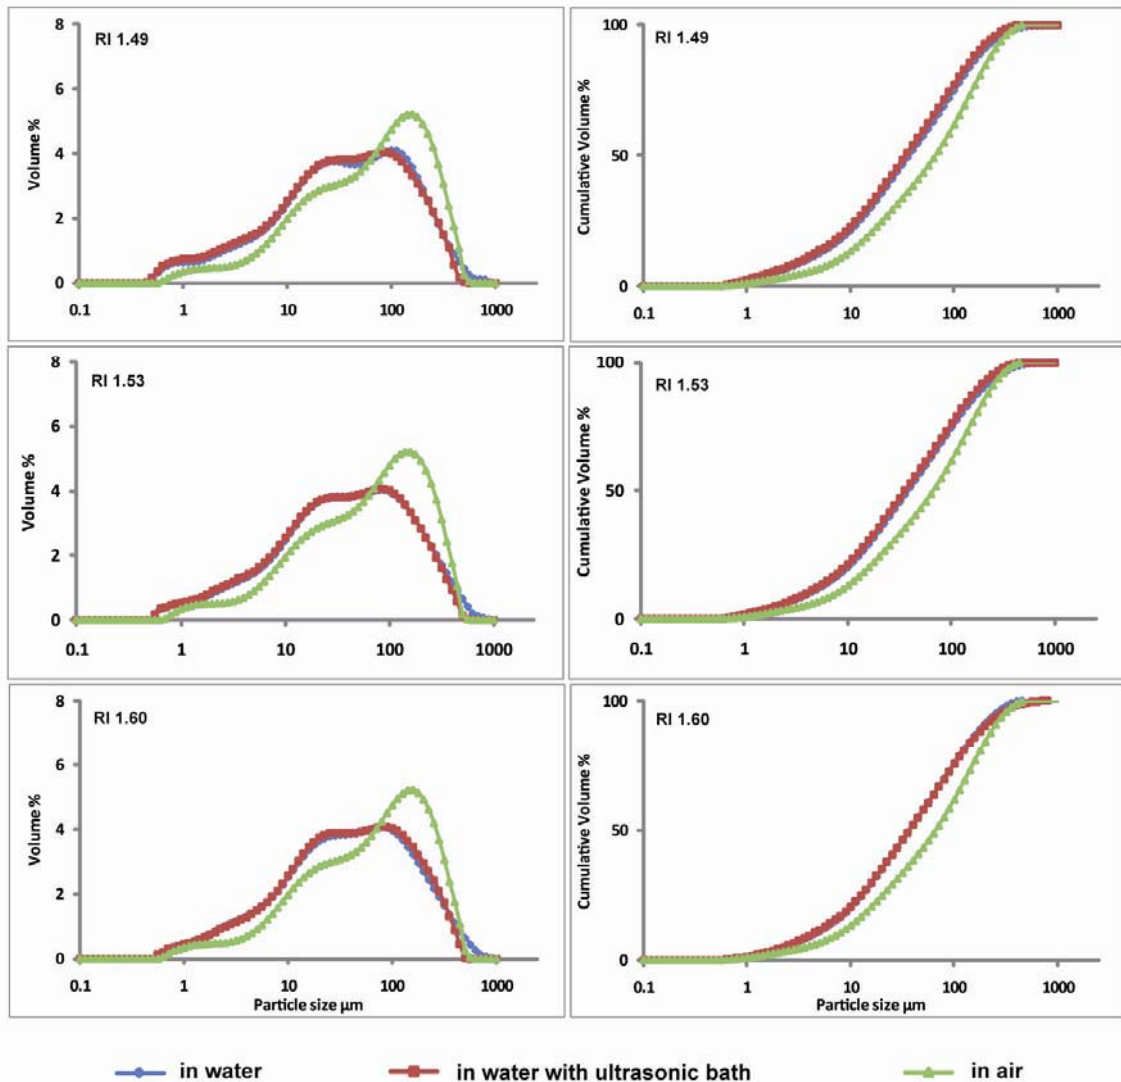 RI 1.49
Volume %
8
6
4
2
0
0.1 1 10 100 1000
RI 1.49
Cumulative Volume %
100
50
0
0.1 1 10 100 1000
RI 1.53
Volume %
8
6
4
2
0
0.1 1 10 100 1000
RI 1.53
Cumulative Volume %
100
50
0
0.1 1 10 100 1000
RI 1.60
Volume %
8
6
4
2
0
0.1 1 10 100 1000
Particle size µm
RI 1.60
Cumulative Volume %
100
50
0
0.1 1 10 100 1000
Particle size µm
in water in water with ultrasonic bath in air